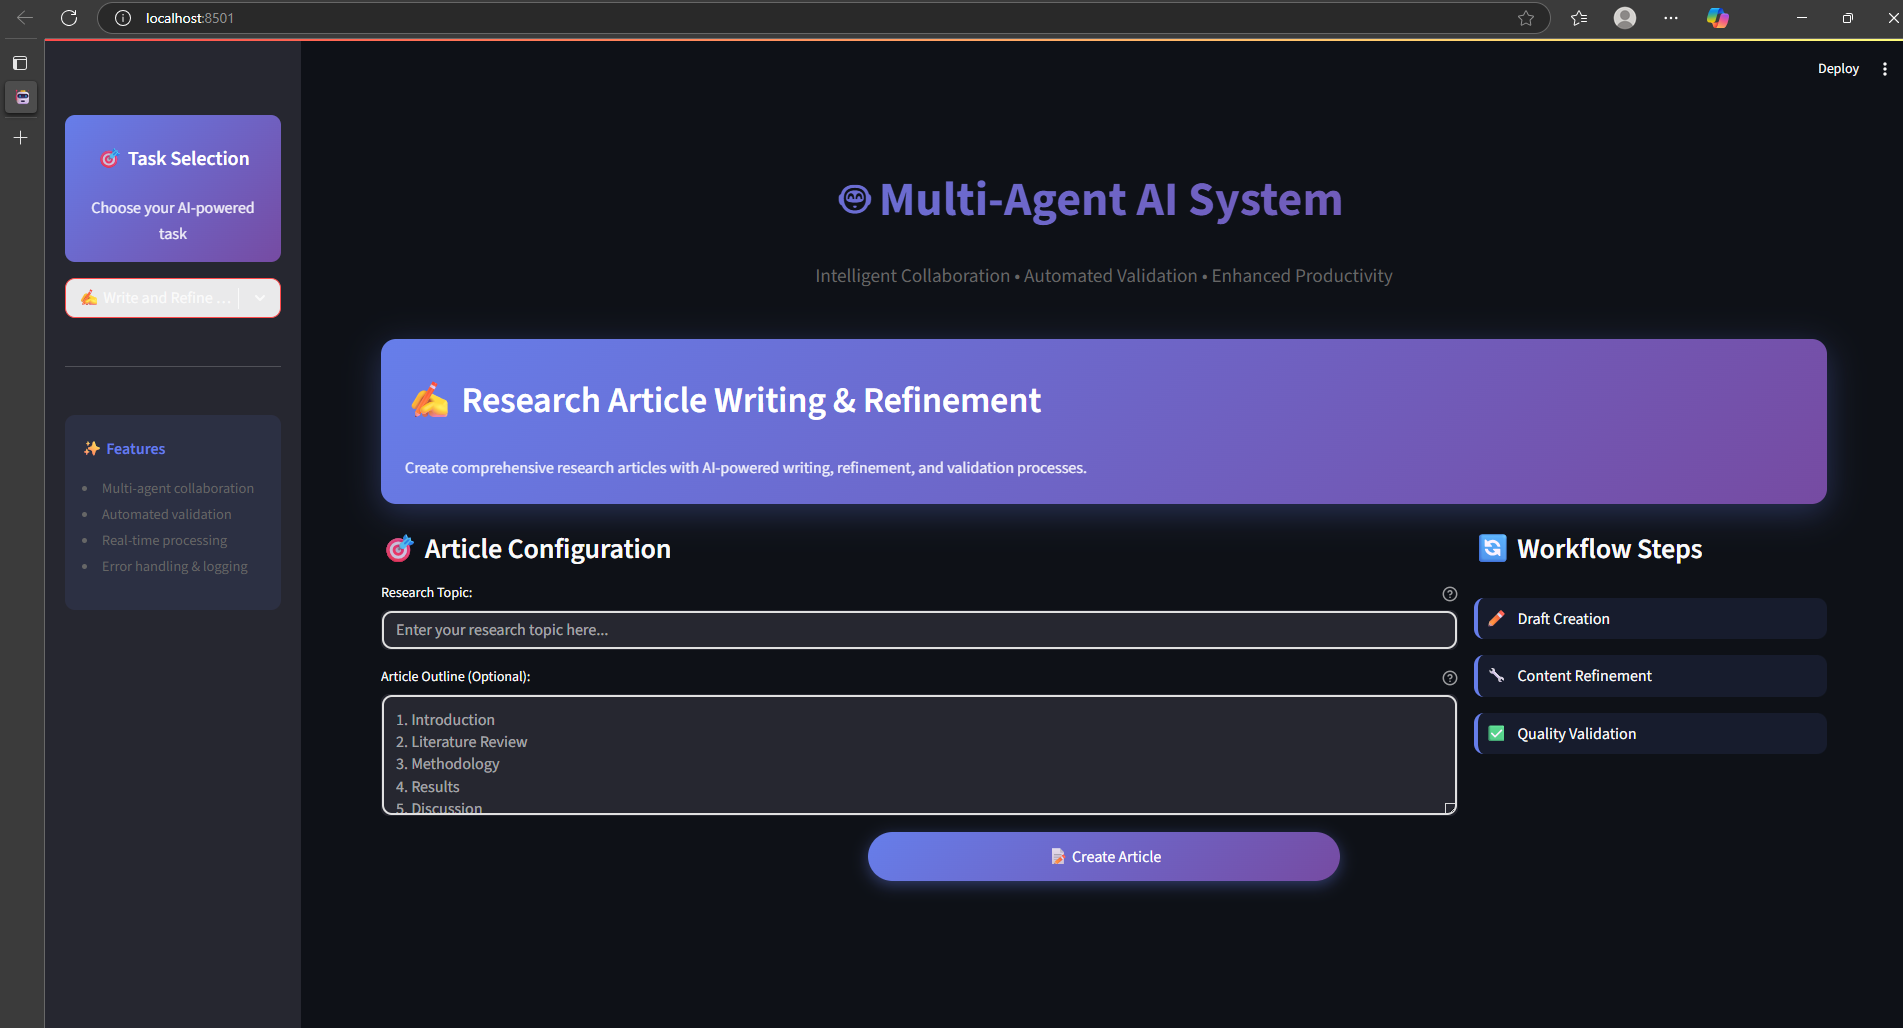 localhost:8501
Deploy
Task Selection
Choose your AI-powered
task
Write and Refine ...
Features
Multi-agent collaboration
Automated validation
Real-time processing
Error handling & logging
Multi-Agent AI System
Intelligent Collaboration • Automated Validation • Enhanced Productivity
Research Article Writing & Refinement
Create comprehensive research articles with AI-powered writing, refinement, and validation processes.
Article Configuration
Research Topic:
Enter your research topic here...
Article Outline (Optional):
1. Introduction
2. Literature Review
3. Methodology
4. Results
5. Discussion
Create Article
Workflow Steps
Draft Creation
Content Refinement
Quality Validation